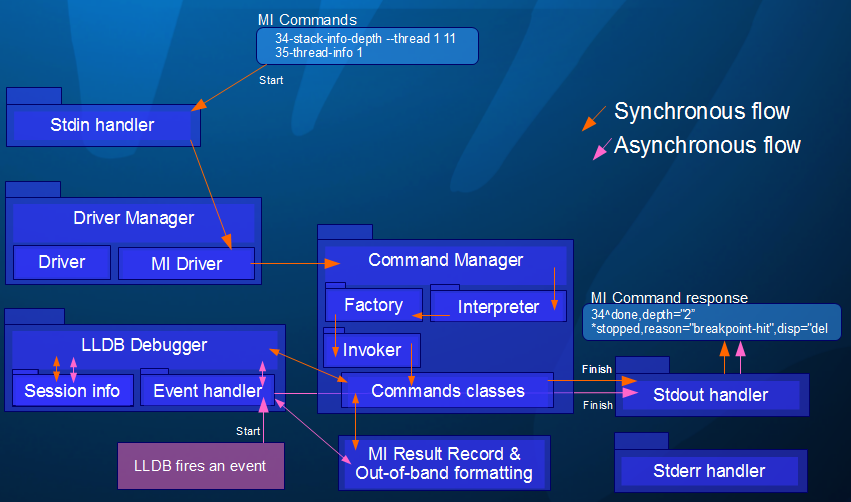 MI Commands
34-stack-info-depth --thread 1 11
35-thread-info 1
Start
Stdin handler
Synchronous flow
Asynchronous flow
Driver Manager
Driver
MI Driver
Command Manager
Factory
Interpreter
Invoker
Commands classes
MI Command response
34^done,depth="2"
*stopped,reason="breakpoint-hit",disp="del
LLDB Debugger
Session info
Event handler
Finish
Finish
Stdout handler
Start
LLDB fires an event
MI Result Record &
Out-of-band formatting
Stderr handler